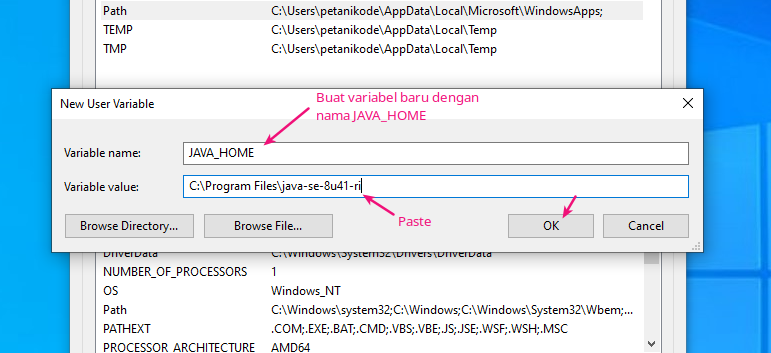 Path C:\Users\petanikode\AppData\Local\Microsoft\WindowsApps;
TEMP C:\Users\petanikode\AppData\Local\Temp
TMP C:\Users\petanikode\AppData\Local\Temp
New User Variable
Buat variabel baru dengan
nama JAVA_HOME
Variable name: JAVA_HOME
Variable value: C:\Program Files\java-se-8u41-ri
Paste
Browse Directory... Browse File... OK Cancel
DriverData C:\Windows\System32\Drivers\DriverData
NUMBER_OF_PROCESSORS 1
OS Windows_NT
Path C:\Windows\system32;C:\Windows;C:\Windows\System32\Wbem;...
PATHEXT .COM;.EXE;.BAT;.CMD;.VBS;.VBE;.JS;.JSE;.WSF;.WSH;.MSC
PROCESSOR_ARCHITECTURE AMD64